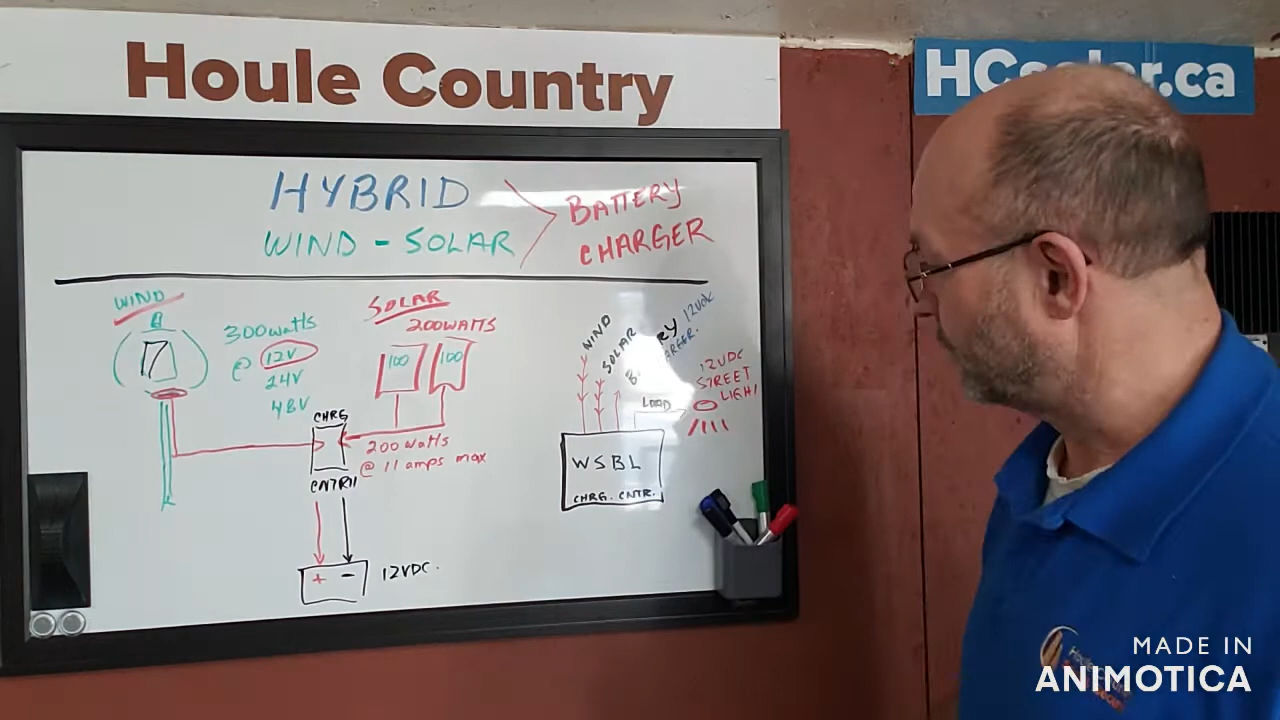 Houle Country
HCsolar.ca
HYBRID
WIND - SOLAR
BATTERY
CHARGER
WIND
300watts
@ 12V
24V
48V
SOLAR
200WATTS
100 100
CHRG
CNTRll
200 watts
@ 11 amps max
+ -
12VDC.
WIND
SOLAR
12VDC
LOAD
12VDC
STREET
LIGHT
WSBL
CHRG. CNTR.
MADE IN
ANIMOTICA